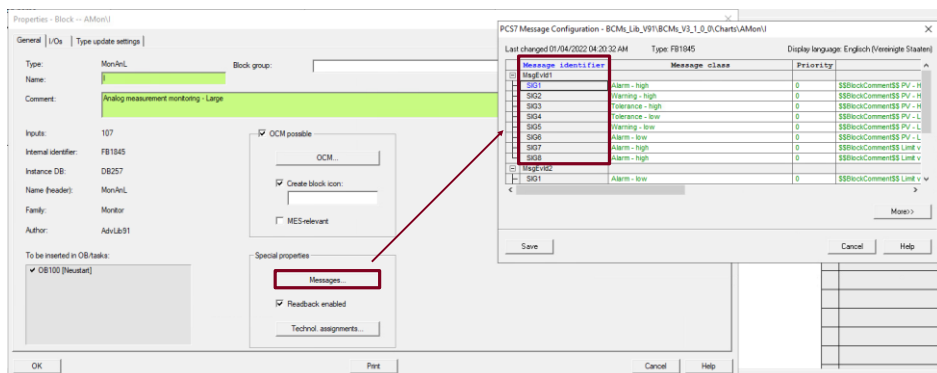 Properties - Block -- AMon\I
General
I/Os
Type update settings
Type:
MonAnL
Block group:
Name:
I
Comment:
Analog measurement monitoring - Large
Inputs:
107
Internal identifier:
FB1845
Instance DB:
DB257
Name (header):
MonAnL
Family:
Monitor
Author:
AdvLib91
OCM possible
OCM...
Create block icon:
MES-relevant
To be inserted in OB/tasks:
OB100 [Neustart]
Special properties
Messages...
Readback enabled
Technol. assignments...
OK
Print
Cancel
Help
PCS7 Message Configuration - BCMs_Lib_V91\BCMs_V3_1_0_0\Charts\AMon\I
Last changed 01/04/2022 04:20:32 AM
Type: FB1845
Display language: Englisch (Vereinigte Staaten)
Message identifier
Message class
Priority
MsgEvId1
SIG1 Alarm - high 0 $$BlockComment$$ PV - H
SIG2 Warning - high 0 $$BlockComment$$ PV - H
SIG3 Tolerance - high 0 $$BlockComment$$ PV - H
SIG4 Tolerance - low 0 $$BlockComment$$ PV - L
SIG5 Warning - low 0 $$BlockComment$$ PV - L
SIG6 Alarm - low 0 $$BlockComment$$ PV - L
SIG7 Alarm - high 0 $$BlockComment$$ Limit v
SIG8 Alarm - high 0 $$BlockComment$$ Limit v
MsgEvId2
SIG1 Alarm - low 0 $$BlockComment$$ Limit v
More>>
Save
Cancel
Help